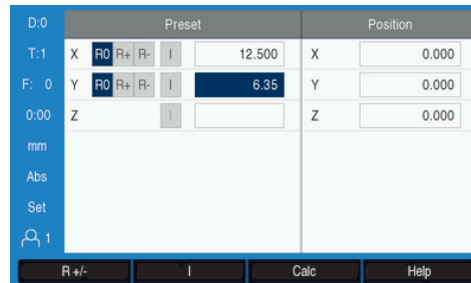 D:0 Preset Position
T:1 X R0 R+ R- I 12.500 X 0.000
F: 0 Y R0 R+ R- I 6.35 Y 0.000
0:00 Z I Z 0.000
mm
Abs
Set
1
R +/- I Calc Help